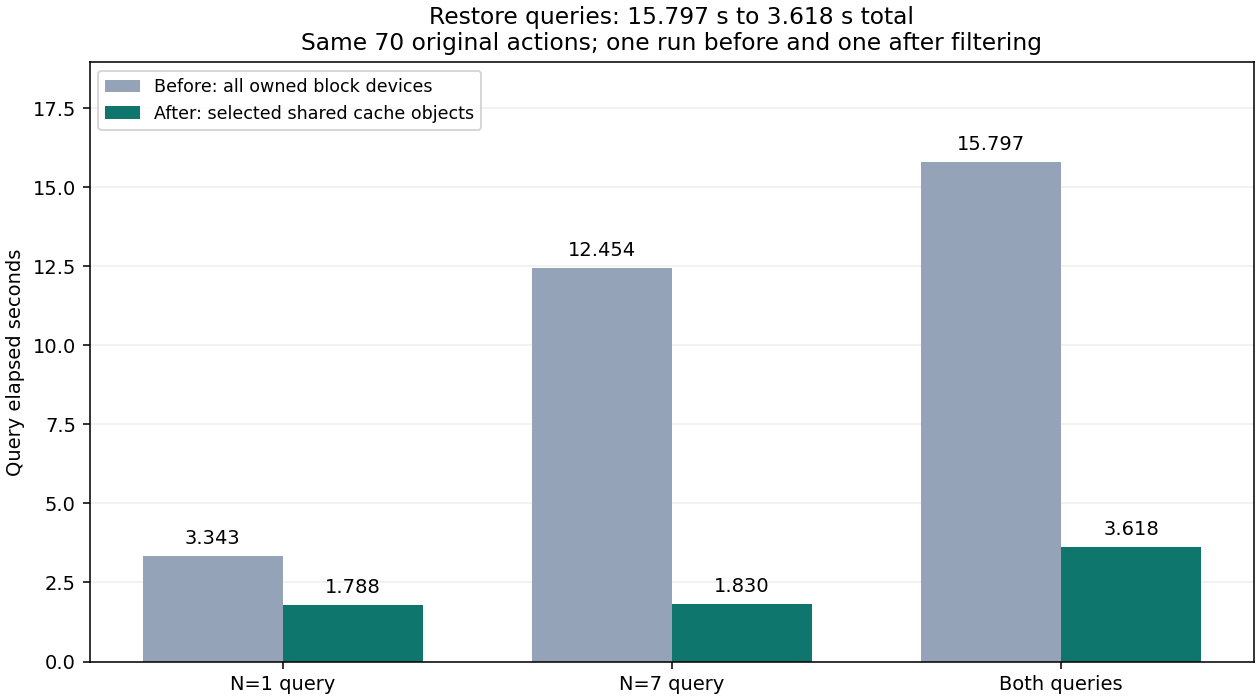 Restore queries: 15.797 s to 3.618 s total
Same 70 original actions; one run before and one after filtering
Before: all owned block devices
After: selected shared cache objects
Query elapsed seconds
17.5
15.0
12.5
10.0
7.5
5.0
2.5
0.0
3.343
1.788
12.454
1.830
15.797
3.618
N=1 query
N=7 query
Both queries